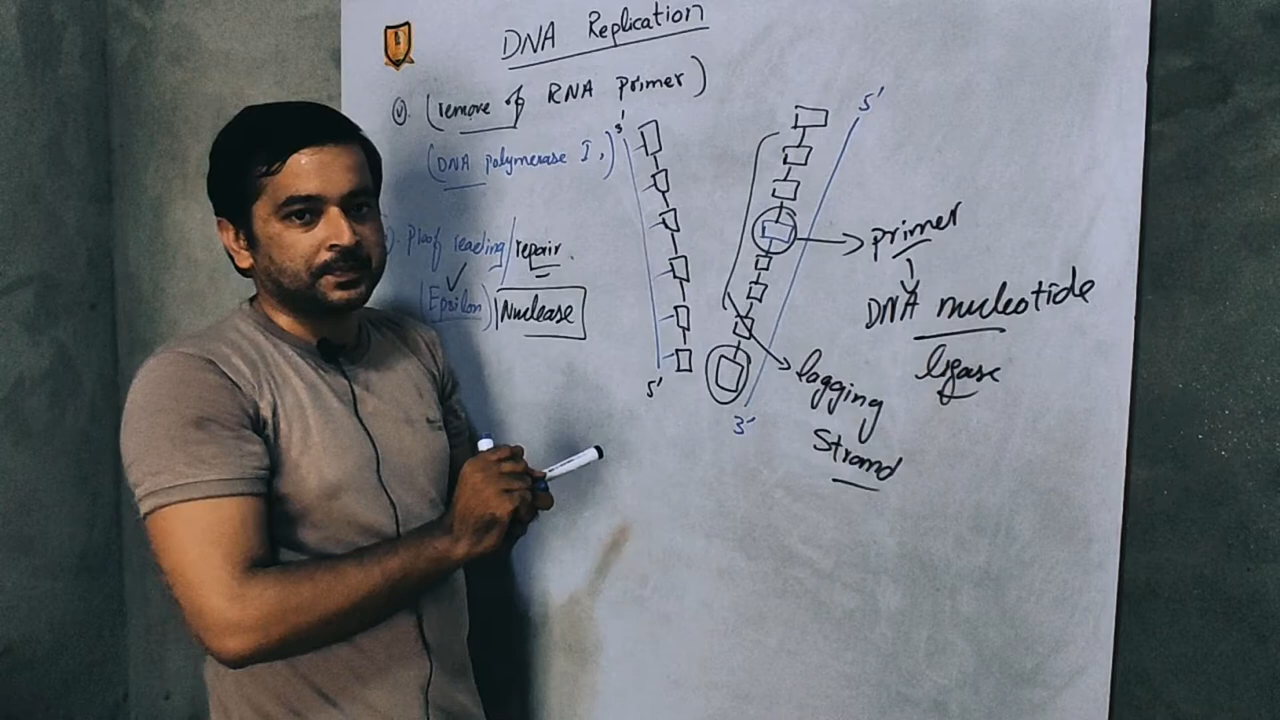 DNA Replication
(remove of RNA primer)
(DNA polymerase I,)
Proof reading/repair.
(Epsilon) Nuclease
3'
5'
5'
3'
primer
DNA nucleotide
ligase
lagging
Strand